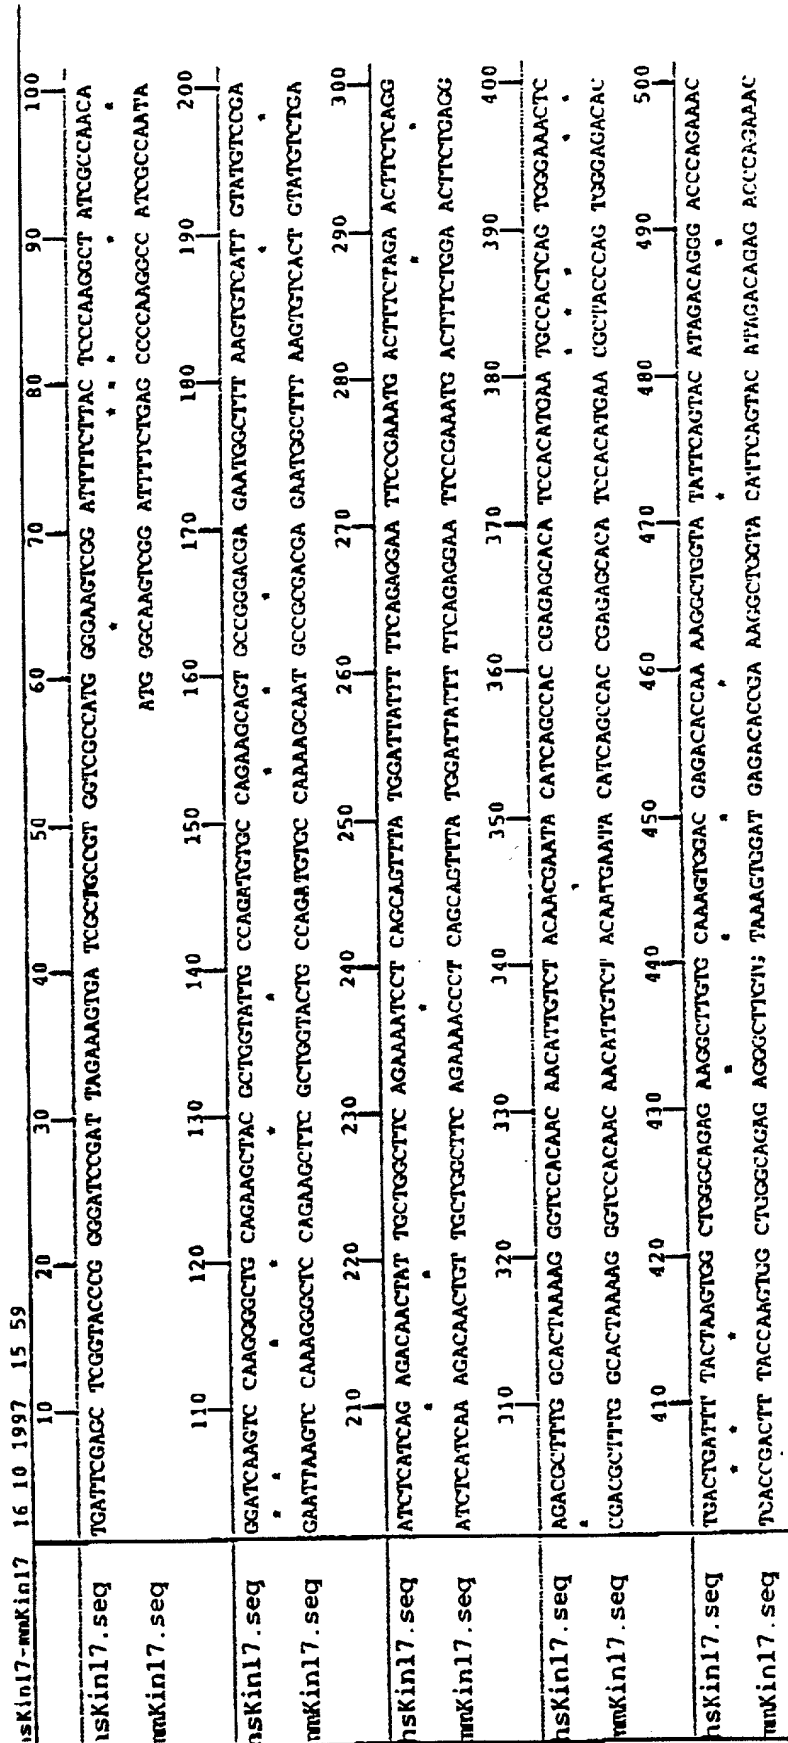 hsKin17-mmKin17 16 10 1997 15 59
10 20 30 40 50 60 70 80 90 100
hsKin17.seq TGATTCGAGC TCGGTACCCG GGGATCCGAT TAGAAAGTGA TCGCTGCCGT GGTCGCCATG GGGAAGTCGG ATTTTCTTAC TCCCAAGGCT ATCGCCAACA
* * * * * *
mmKin17.seq ATG GGCAAGTCGG ATTTTCTGAG CCCCAAGGCC ATCGCCAATA
110 120 130 140 150 160 170 180 190 200
hsKin17.seq GGATCAAGTC CAAGGGGCTG CAGAAGCTAC GCTGGTATTG CCAGATGTGC CAGAAGCAGT GCCGGGACGA GAATGGCTTT AAGTGTCATT GTATGTCCGA
* * * * * * * * * * *
mmKin17.seq GAATTAAGTC CAAAGGGCTC CAGAAGCTTC GCTGGTACTG CCAGATGTGC CAAAAGCAAT GCCGCGACGA GAATGGCTTT AAGTGTCACT GTATGTCTGA
210 220 230 240 250 260 270 280 290 300
hsKin17.seq ATCTCATCAG AGACAACTAT TGCTGGCTTC AGAAAATCCT CAGCAGTTTA TGGATTATTT TTCAGAGGAA TTCCGAAATG ACTTTCTAGA ACTTCTCAGG
* * * * *
mmKin17.seq ATCTCATCAA AGACAACTGT TGCTGGCTTC AGAAAACCCT CAGCAGTTTA TGGATTATTT TTCAGAGGAA TTCCGAAATG ACTTTCTGGA ACTTCTGAGG
310 320 330 340 350 360 370 380 390 400
hsKin17.seq AGACGCTTTG GCACTAAAAG GGTCCACAAC AACATTGTCT ACAACGAATA CATCAGCCAC CGAGAGCACA TCCACATGAA TGCCACTCAG TGGGAAACTC
* * * * * * *
mmKin17.seq CGACGCTTTG GCACTAAAAG GGTCCACAAC AACATTGTCT ACAATGAATA CATCAGCCAC CGAGAGCACA TCCACATGAA CGCTACCCAG TGGGAGACAC
410 420 430 440 450 460 470 480 490 500
hsKin17.seq TGACTGATTT TACTAAGTGG CTGGGCAGAG AAGGCTTGTG CAAAGTGGAC GAGACACCAA AAGGCTGGTA TATTCAGTAC ATAGACAGGG ACCCAGAAAC
* * * * * * * * *
mmKin17.seq TCACCGACTT TACCAAGTGG CTGGGCAGAG AGGGCTTGTG TAAAGTGGAT GAGACACCGA AAGGCTGGTA CATTCAGTAC ATAGACAGAG ACCCAGAAAC